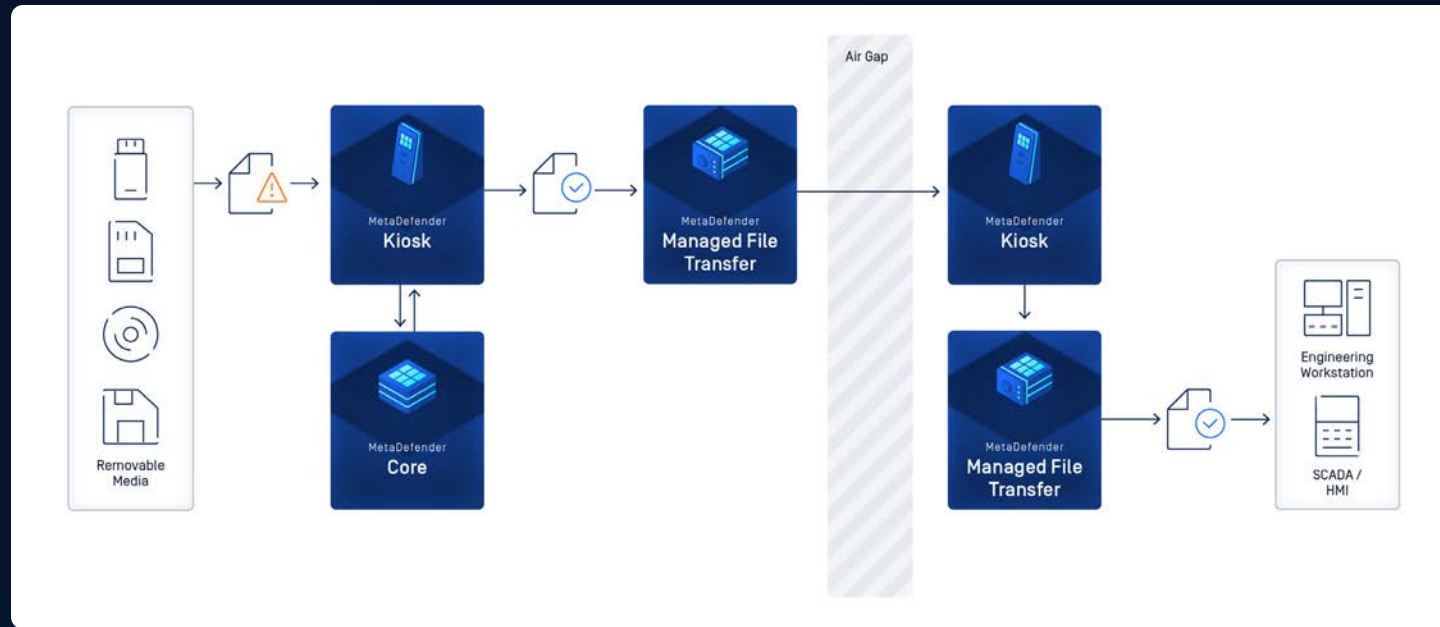 Air Gap
MetaDefender
Kiosk
MetaDefender
Managed File
Transfer
MetaDefender
Kiosk
Removable
Media
MetaDefender
Core
MetaDefender
Managed File
Transfer
Engineering
Workstation
SCADA /
HMI